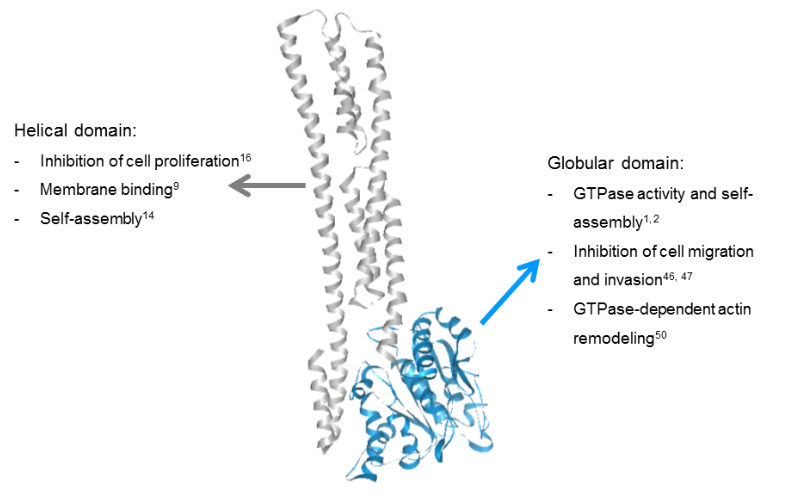 Helical domain:
- Inhibition of cell proliferation16
- Membrane binding9
- Self-assembly14
Globular domain:
- GTPase activity and self-
assembly1,2
- Inhibition of cell migration
and invasion46, 47
- GTPase-dependent actin
remodeling50